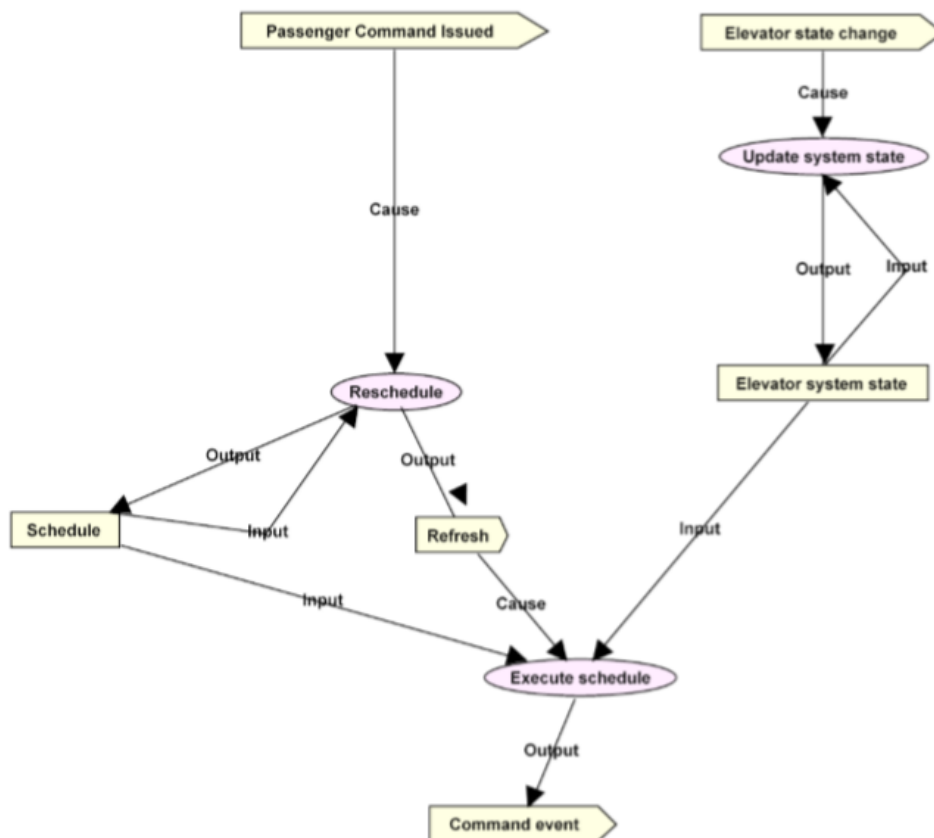 Passenger Command Issued
Elevator state change
Cause
Update system state
Cause
Output
Input
Elevator system state
Reschedule
Output
Output
Schedule
Input
Refresh
Input
Input
Cause
Execute schedule
Output
Command event